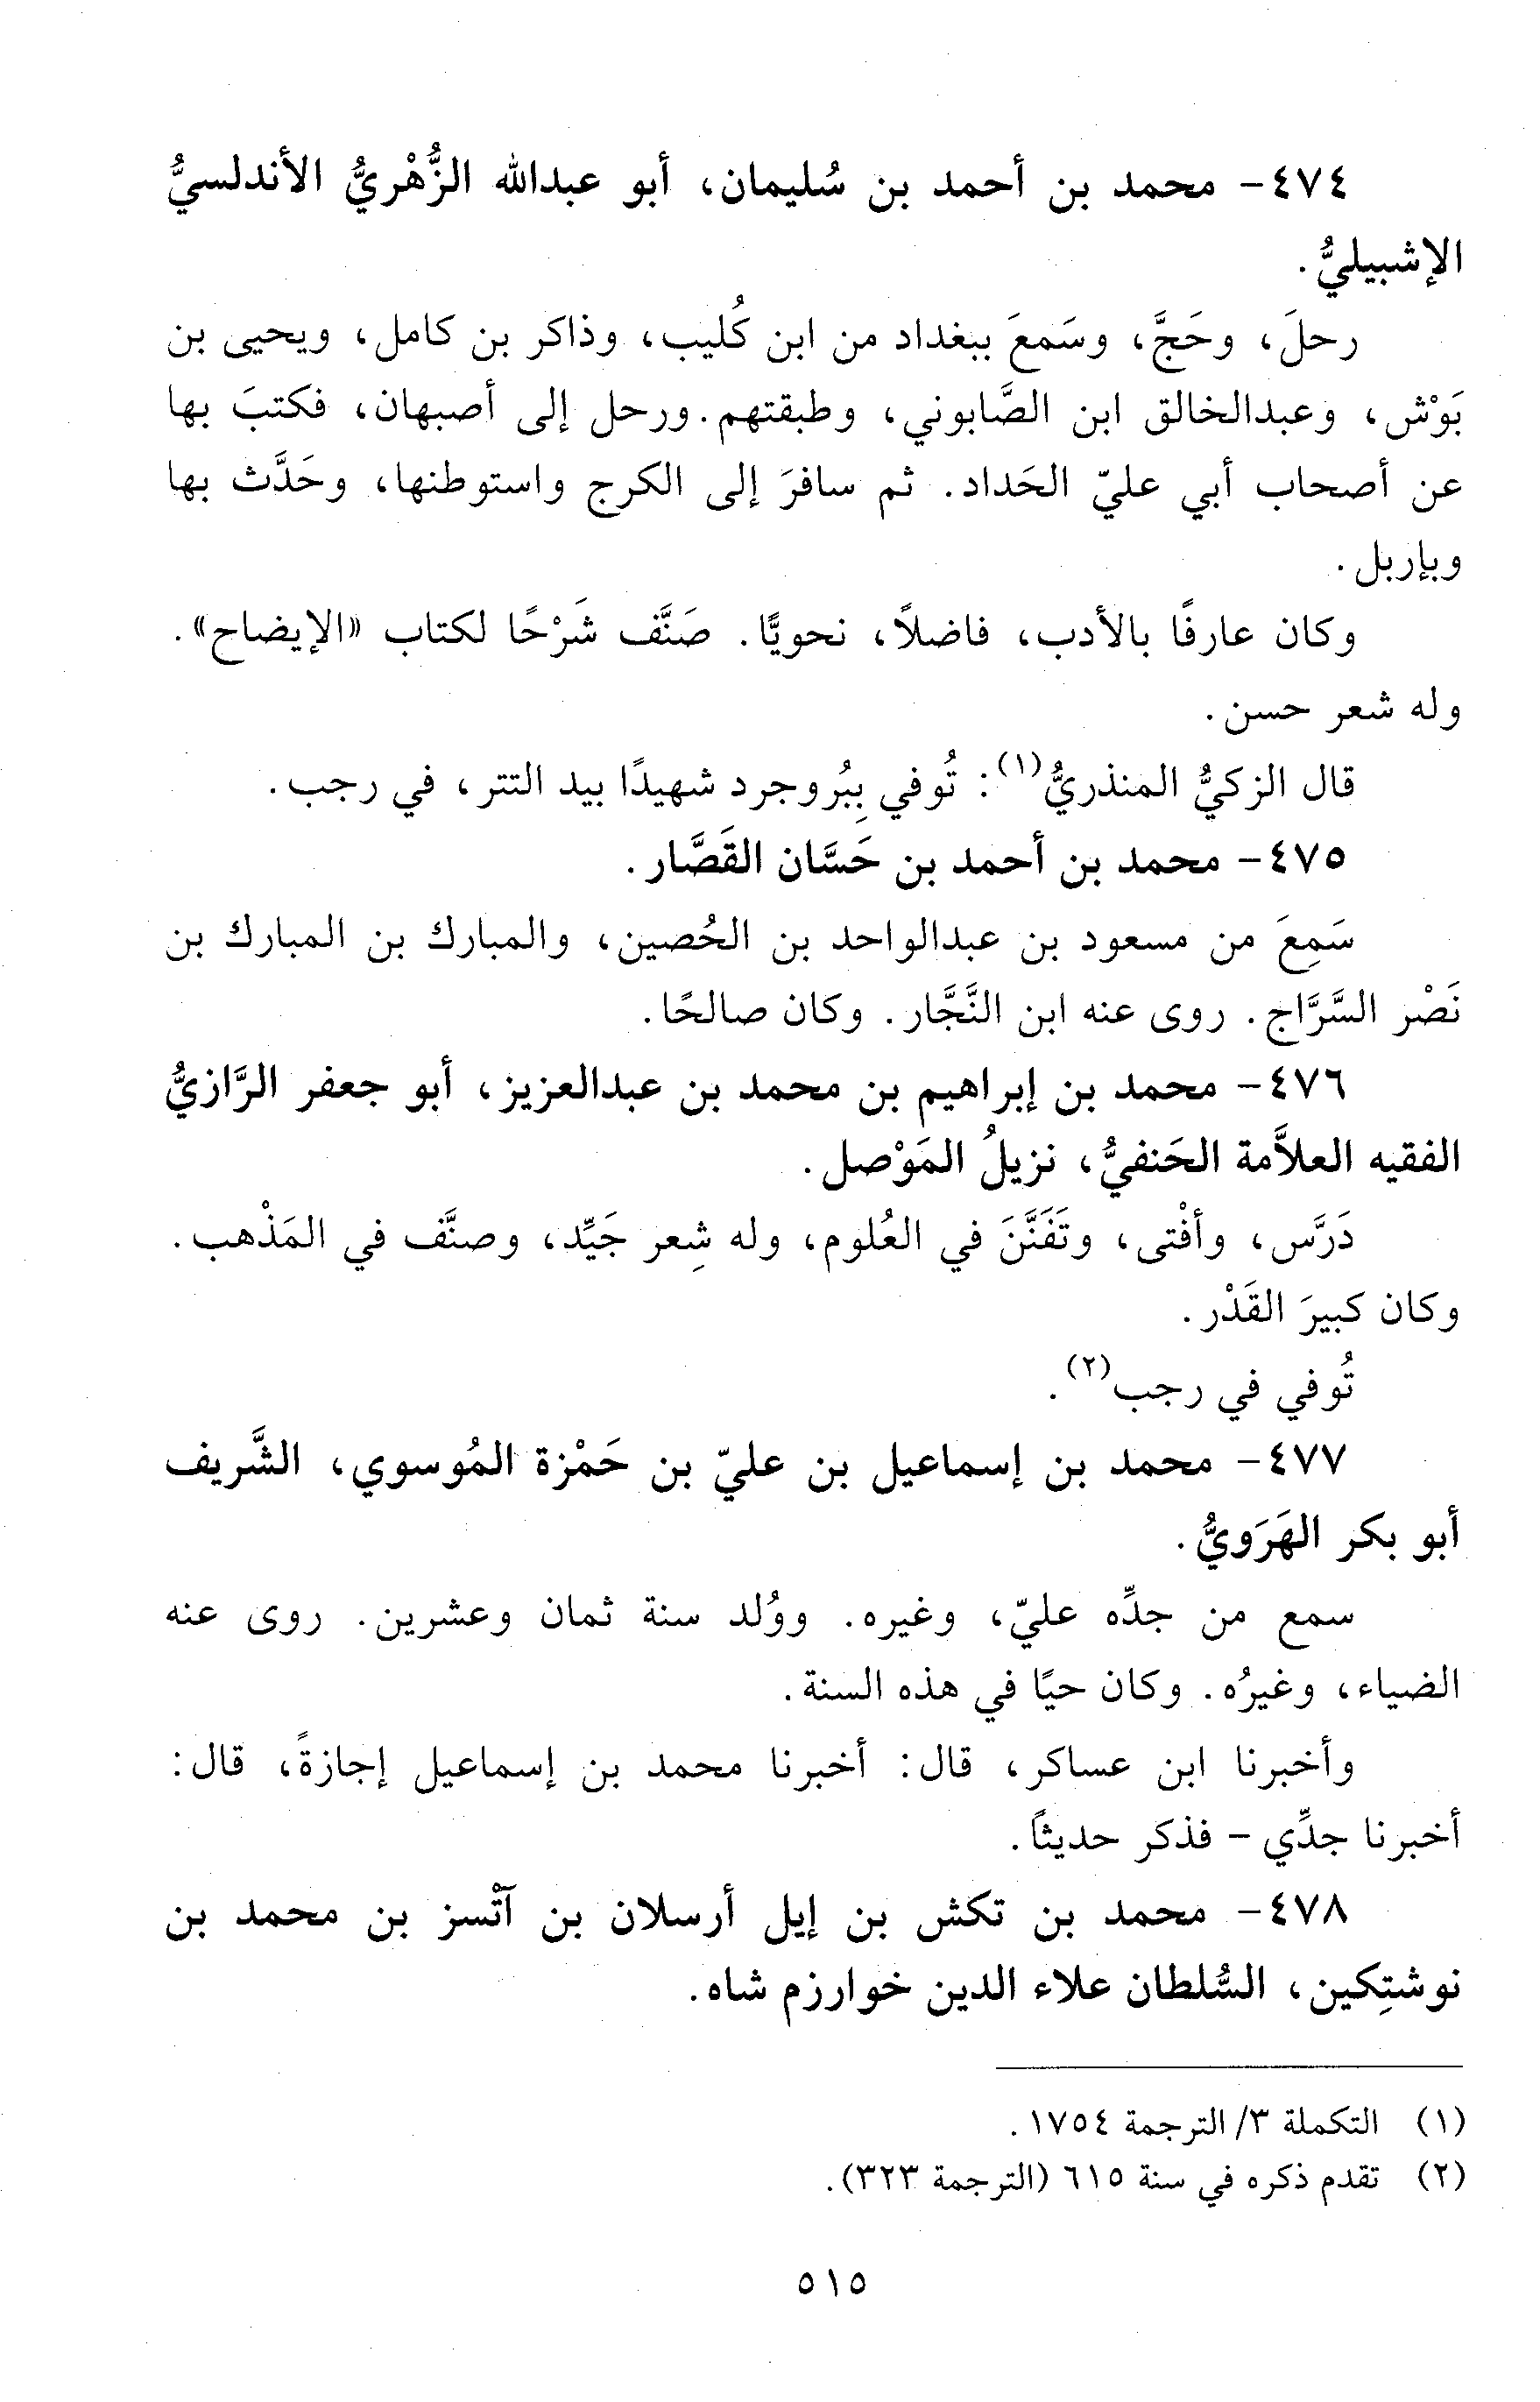 ٤٧٤- محمد بن أحمد بن سُليمان، أبو عبدالله الزُّهْريُّ الأندلسيُّ
الإشبيليُّ.
رحلَ، وحَجَّ، وسَمعَ ببغداد من ابن كُليب، وذاكر بن كامل، ويحيى بن
بَوْش، وعبدالخالق ابن الصَّابوني، وطبقتهم. ورحل إلى أصبهان، فكتبَ بها
عن أصحاب أبي عليّ الحَداد. ثم سافرَ إلى الكرج واستوطنها، وحَدَّث بها
وبإربل.
وكان عارفًا بالأدب، فاضلاً، نحويًّا. صَنَّف شَرْحًا لكتاب «الإيضاح».
وله شعر حسن.
قال الزكيُّ المنذريُّ(١): تُوفي بِبُروجرد شهيدًا بيد التتر، في رجب.
٤٧٥- محمد بن أحمد بن حَسَّان القَصَّار.
سَمِعَ من مسعود بن عبدالواحد بن الحُصين، والمبارك بن المبارك بن
نَصْر السَّرَّاج. روى عنه ابن النَّجَّار. وكان صالحًا.
٤٧٦- محمد بن إبراهيم بن محمد بن عبدالعزيز، أبو جعفر الرَّازيُّ
الفقيه العلاَّمة الحَنفيُّ، نزيلُ المَوْصل.
دَرَّس، وأفْتى، وتَفَنَّنَ في العُلوم، وله شِعر جَيِّد، وصنَّف في المَذْهب.
وكان كبيرَ القَدْر.
تُوفي في رجب(٢).
٤٧٧- محمد بن إسماعيل بن عليّ بن حَمْزة المُوسوي، الشَّريف
أبو بكر الهَرَويُّ.
سمع من جدِّه عليّ، وغيره. ووُلد سنة ثمان وعشرين. روى عنه
الضياء، وغيرُه. وكان حيًا في هذه السنة.
وأخبرنا ابن عساكر، قال: أخبرنا محمد بن إسماعيل إجازةً، قال:
أخبرنا جدِّي - فذكر حديثاً.
٤٧٨- محمد بن تكش بن إيل أرسلان بن آتْسز بن محمد بن
نوشتِكين، السُّلطان علاء الدين خوارزم شاه.
(١) التكملة ٣/ الترجمة ١٧٥٤.
(٢) تقدم ذكره في سنة ٦١٥ (الترجمة ٣٢٣).
٥١٥